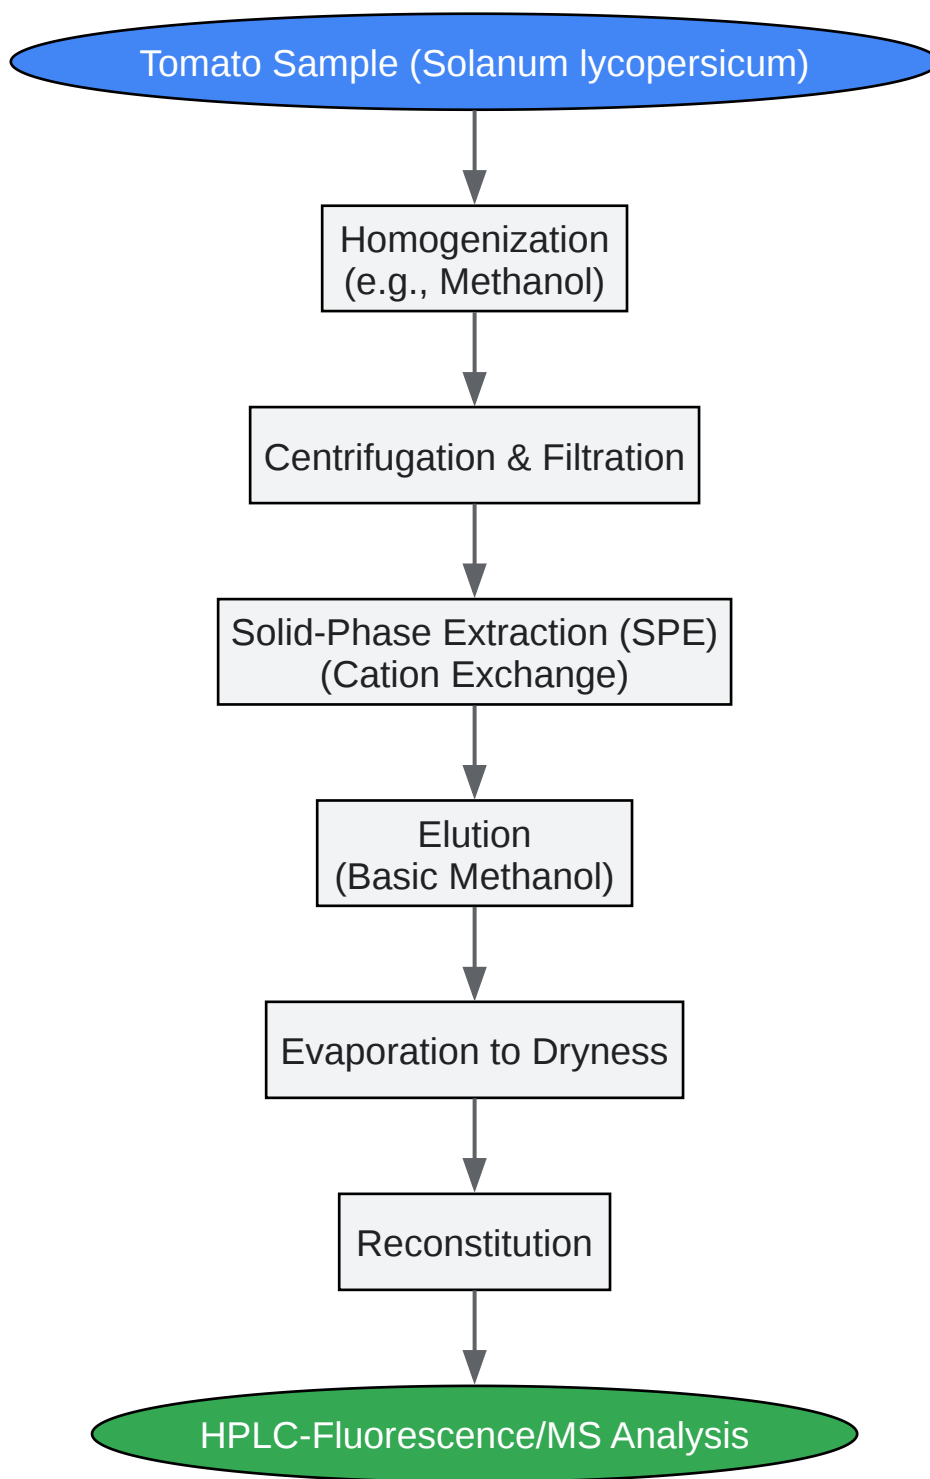 Tomato Sample (Solanum lycopersicum)
Homogenization
(e.g., Methanol)
Centrifugation & Filtration
Solid-Phase Extraction (SPE)
(Cation Exchange)
Elution
(Basic Methanol)
Evaporation to Dryness
Reconstitution
HPLC-Fluorescence/MS Analysis